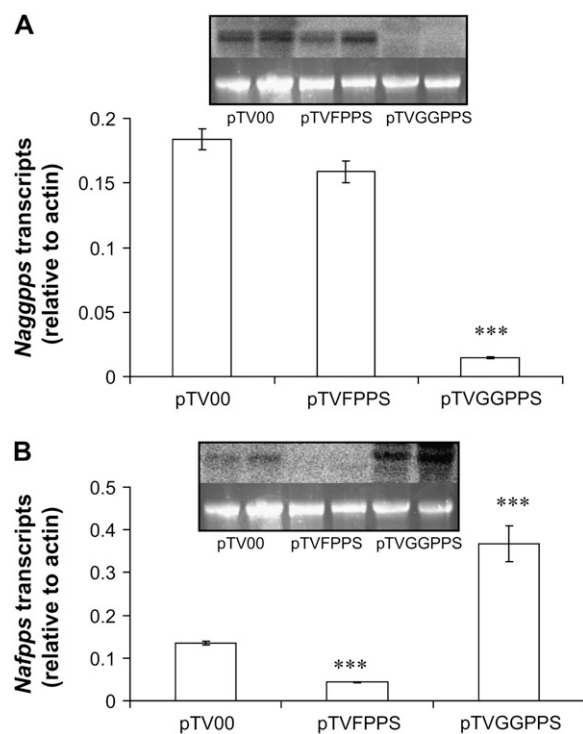 A
pTV00 pTVFPPS pTVGGPPS
Naggpps transcripts
(relative to actin)
0.2
0.15
0.1
0.05
0
***
pTV00 pTVFPPS pTVGGPPS
B
pTV00 pTVFPPS pTVGGPPS
Nafpps transcripts
(relative to actin)
0.5
0.4
0.3
0.2
0.1
0
***
***
pTV00 pTVFPPS pTVGGPPS